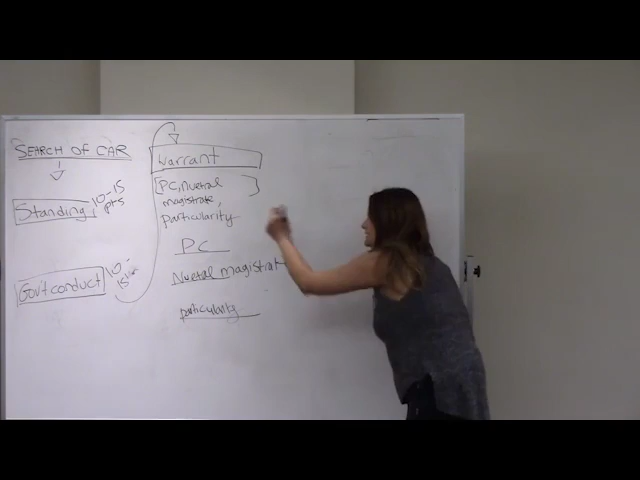 SEARCH OF CAR
Standing
10-15
pts
Gov't conduct
10-
15
Warrant
[PC, Nuetral
magistrate,
particularity
PC
Nuetral magistrat
particularity